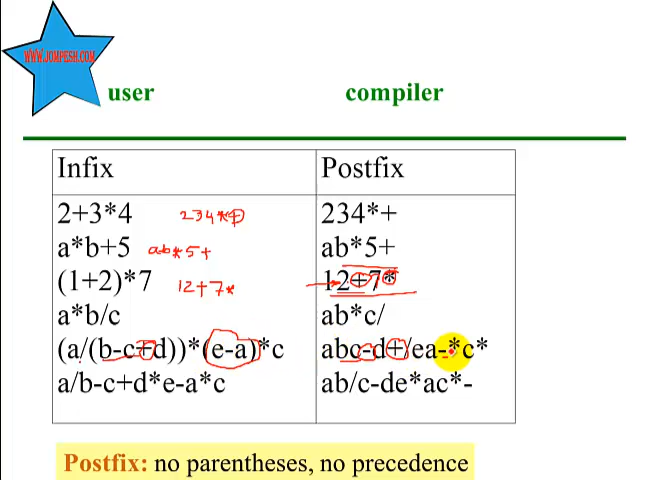 WWW.JOMPESH.COM
user compiler
Infix Postfix
2+3*4 234*+ 234*+
a*b+5 ab*5+ ab*5+
(1+2)*7 12+7* 12+7*
a*b/c ab*c/
(a/(b-c+d))*(e-a)*c abc-d+/ea-*c*
a/b-c+d*e-a*c ab/c-de*ac*-
Postfix: no parentheses, no precedence